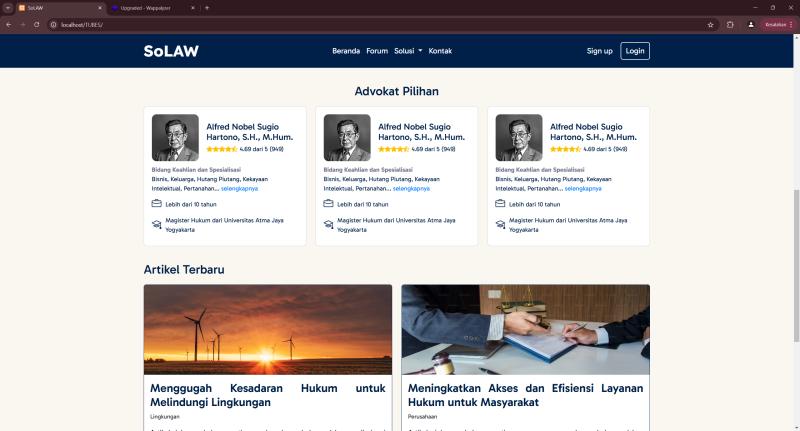 SoLAW
Upgraded - Wappalyzer
localhost/TUBES/
Kesalahan
SoLAW
Beranda Forum Solusi Kontak
Sign up Login
Advokat Pilihan
Alfred Nobel Sugio
Hartono, S.H., M.Hum.
4.69 dari 5 (949)
Bidang Keahlian dan Spesialisasi
Bisnis, Keluarga, Hutang Piutang, Kekayaan
Intelektual, Pertanahan... selengkapnya
Lebih dari 10 tahun
Magister Hukum dari Universitas Atma Jaya
Yogyakarta
Alfred Nobel Sugio
Hartono, S.H., M.Hum.
4.69 dari 5 (949)
Bidang Keahlian dan Spesialisasi
Bisnis, Keluarga, Hutang Piutang, Kekayaan
Intelektual, Pertanahan... selengkapnya
Lebih dari 10 tahun
Magister Hukum dari Universitas Atma Jaya
Yogyakarta
Alfred Nobel Sugio
Hartono, S.H., M.Hum.
4.69 dari 5 (949)
Bidang Keahlian dan Spesialisasi
Bisnis, Keluarga, Hutang Piutang, Kekayaan
Intelektual, Pertanahan... selengkapnya
Lebih dari 10 tahun
Magister Hukum dari Universitas Atma Jaya
Yogyakarta
Artikel Terbaru
Menggugah Kesadaran Hukum untuk
Melindungi Lingkungan
Lingkungan
Meningkatkan Akses dan Efisiensi Layanan
Hukum untuk Masyarakat
Perusahaan